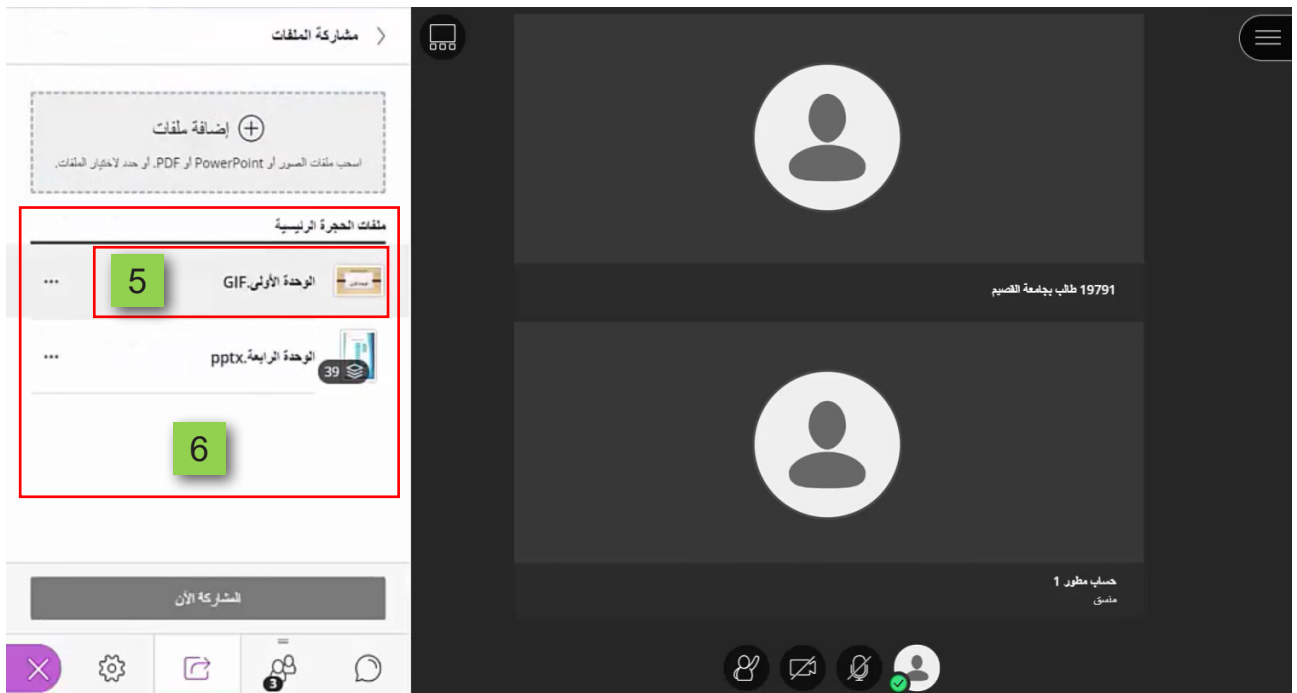 مشاركة الملفات
إضافة ملفات
اسحب ملفات الصور أو PowerPoint أو PDF. أو حدد لاختيار الملفات.
ملفات الحجرة الرئيسية
الوحدة الأولى.GIF
5
الوحدة الرابعة.pptx
39
6
المشاركة الآن
3
19791 طالب بجامعة القصيم
حساب مطور 1
منسق